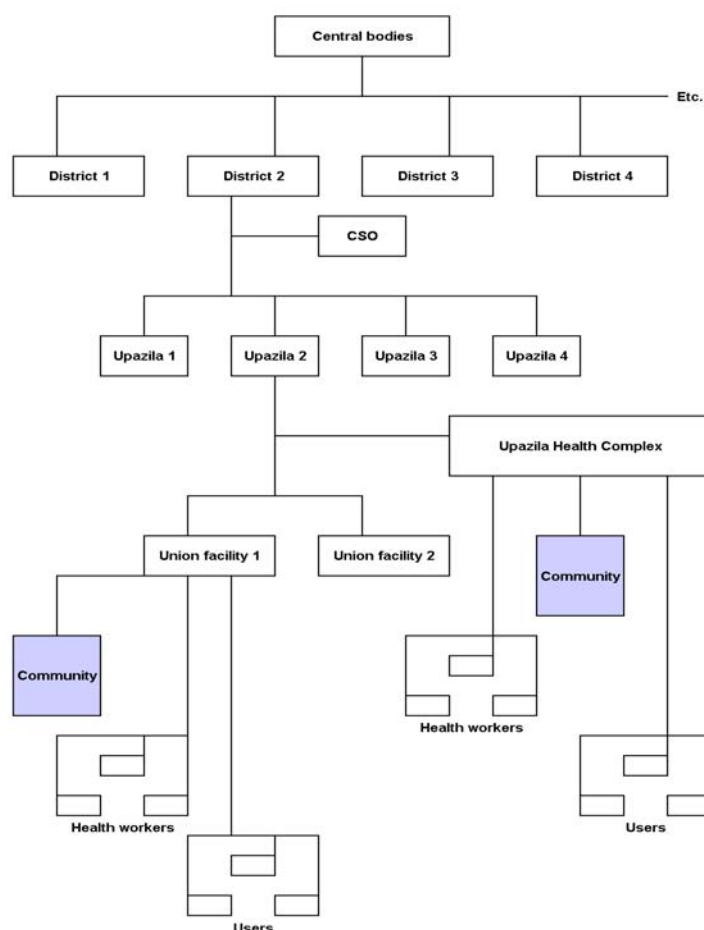 Central bodies
Etc.
District 1
District 2
District 3
District 4
CSO
Upazila 1
Upazila 2
Upazila 3
Upazila 4
Upazila Health Complex
Union facility 1
Union facility 2
Community
Community
Health workers
Health workers
Users
Users